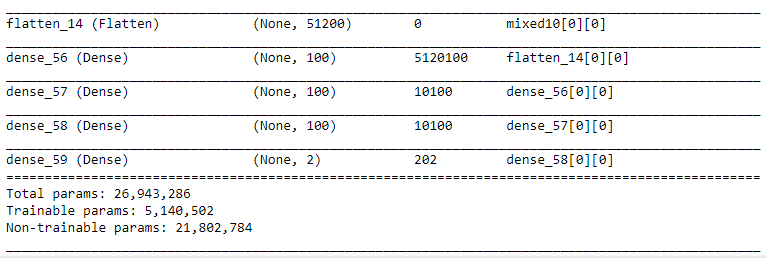 flatten_14 (Flatten) (None, 51200) 0 mixed10[0][0]
dense_56 (Dense) (None, 100) 5120100 flatten_14[0][0]
dense_57 (Dense) (None, 100) 10100 dense_56[0][0]
dense_58 (Dense) (None, 100) 10100 dense_57[0][0]
dense_59 (Dense) (None, 2) 202 dense_58[0][0]
Total params: 26,943,286
Trainable params: 5,140,502
Non-trainable params: 21,802,784